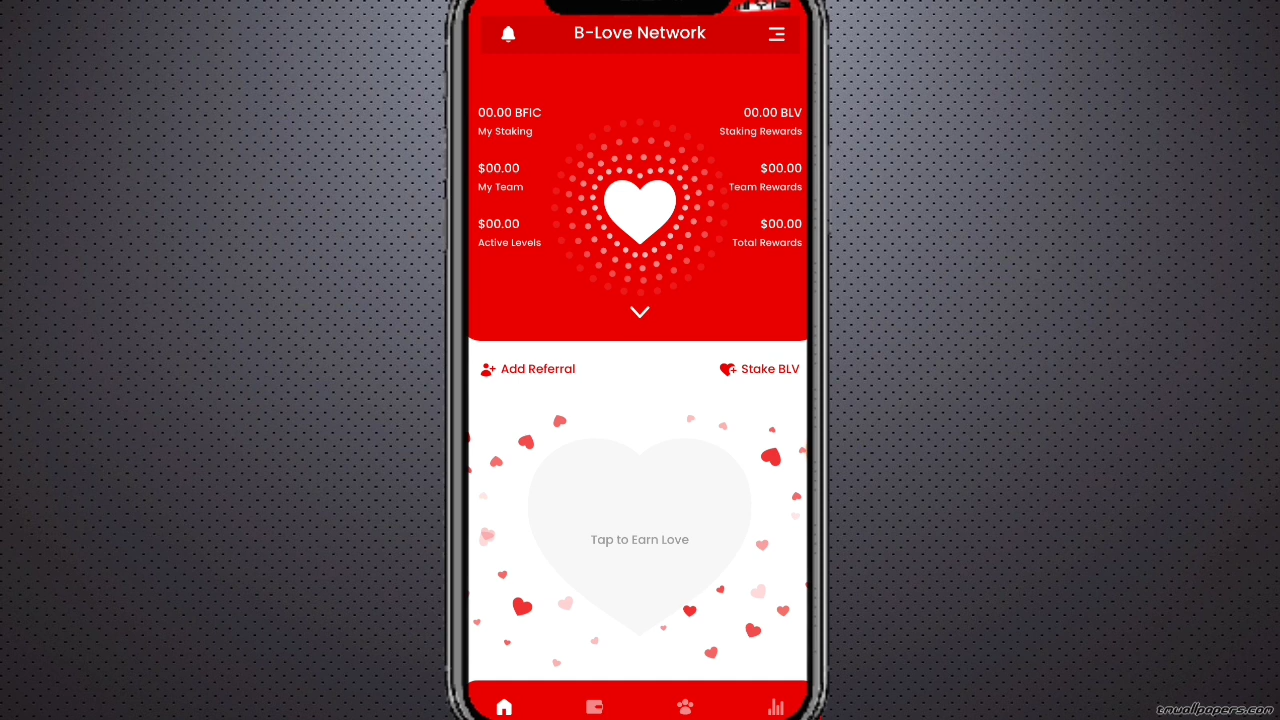 B-Love Network
00.00 BFIC
My Staking
00.00 BLV
Staking Rewards
$00.00
My Team
$00.00
Team Rewards
$00.00
Active Levels
$00.00
Total Rewards
Add Referral
Stake BLV
Tap to Earn Love
tnwallpapers.com